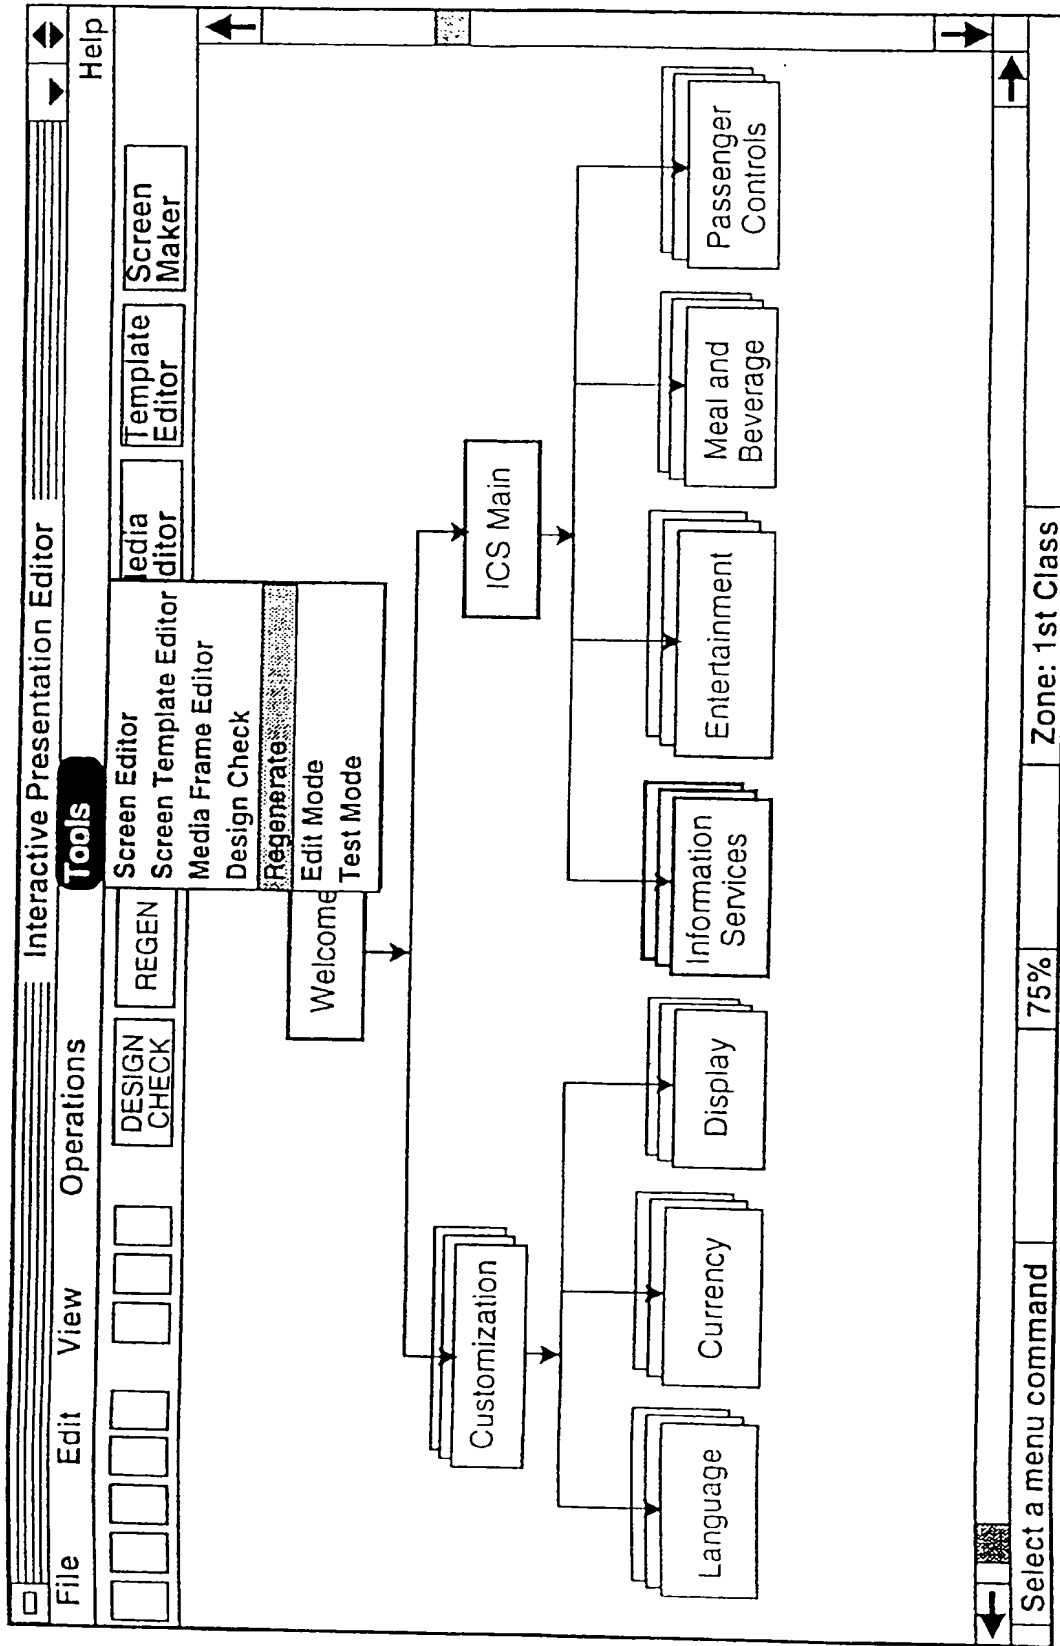 Interactive Presentation Editor
File Edit View Operations Tools Help
DESIGN
CHECK
REGEN
edia
ditor
Template
Editor
Screen
Maker
Screen Editor
Screen Template Editor
Media Frame Editor
Design Check
Regenerate
Edit Mode
Test Mode
Welcome
Customization
ICS Main
Language
Currency
Display
Information
Services
Entertainment
Meal and
Beverage
Passenger
Controls
Select a menu command 75% Zone: 1st Class